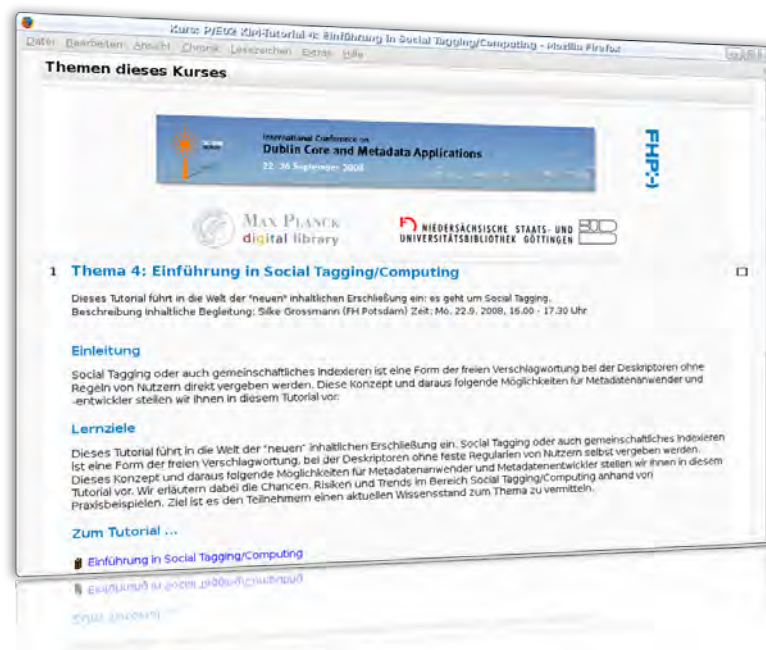 Kurs: P/E02 KIM-Tutorial 4: Einführung in Social Tagging/Computing - Mozilla Firefox
Datei Bearbeiten Ansicht Chronik Lesezeichen Extras Hilfe
Themen dieses Kurses
International Conference on
Dublin Core and Metadata Applications
22-26 September 2008
FHP:-)
MAX PLANCK
digital library
NIEDERSÄCHSISCHE STAATS- UND
UNIVERSITÄTSBIBLIOTHEK GÖTTINGEN
1 Thema 4: Einführung in Social Tagging/Computing
Dieses Tutorial führt in die Welt der "neuen" inhaltlichen Erschließung ein: es geht um Social Tagging.
Beschreibung Inhaltliche Begleitung: Silke Grossmann (FH Potsdam) Zeit: Mo. 22.9. 2008, 16.00 - 17.30 Uhr
Einleitung
Social Tagging oder auch gemeinschaftliches Indexieren ist eine Form der freien Verschlagwortung bei der Deskriptoren ohne
Regeln von Nutzern direkt vergeben werden. Diese Konzept und daraus folgende Möglichkeiten für Metadatenanwender und
-entwickler stellen wir Ihnen in diesem Tutorial vor.
Lernziele
Dieses Tutorial führt in die Welt der "neuen" inhaltlichen Erschließung ein. Social Tagging oder auch gemeinschaftliches Indexieren
ist eine Form der freien Verschlagwortung, bei der Deskriptoren ohne feste Regularien von Nutzern selbst vergeben werden.
Dieses Konzept und daraus folgende Möglichkeiten für Metadatenanwender und Metadatenentwickler stellen wir Ihnen in diesem
Tutorial vor. Wir erläutern dabei die Chancen, Risiken und Trends im Bereich Social Tagging/Computing anhand von
Praxisbeispielen. Ziel ist es den Teilnehmern einen aktuellen Wissensstand zum Thema zu vermitteln.
Zum Tutorial ...
Einführung in Social Tagging/Computing